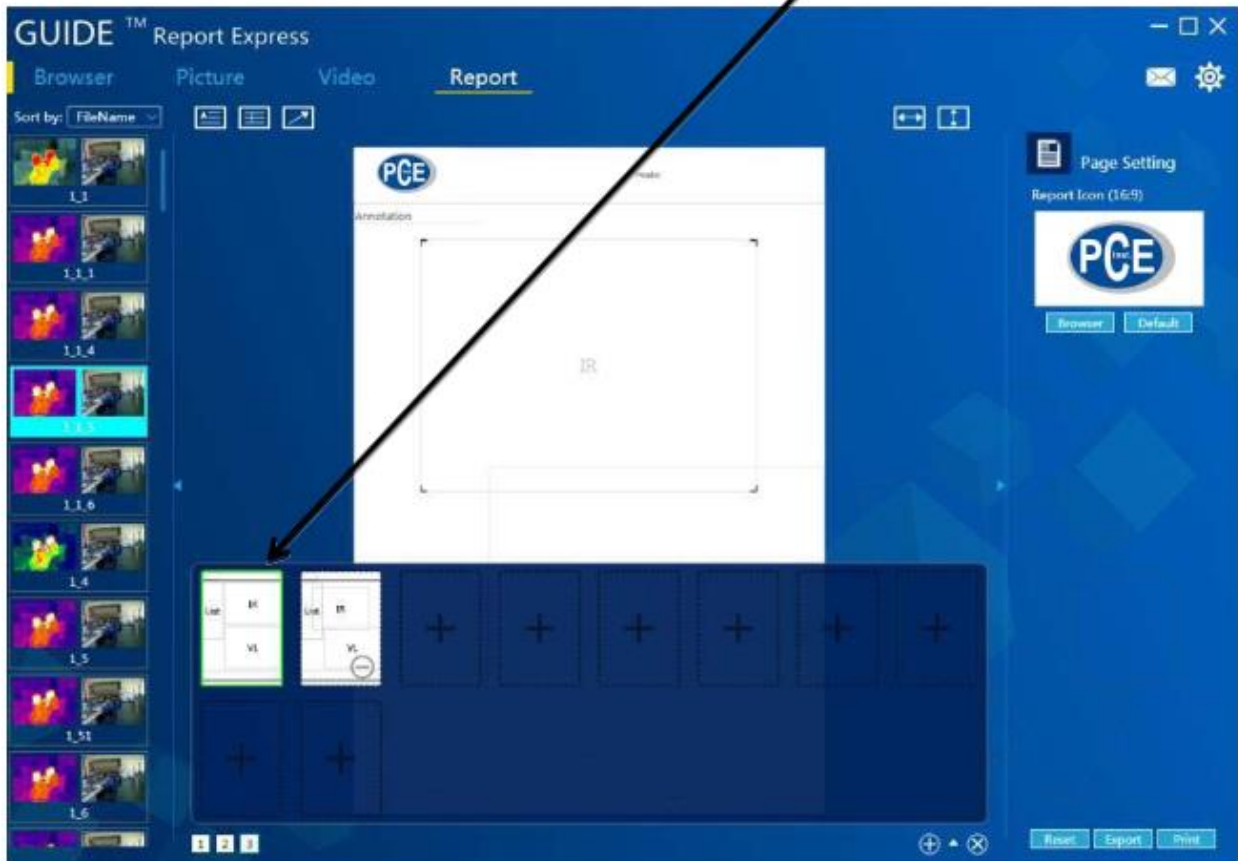 GUIDE ™ Report Express
Browser Picture Video Report
Sort by: FileName
1_1
1_1_1
1_1_4
1_1_5
1_1_6
1_4
1_5
1_51
1_6
PCE
Annotation
IR
List IR
VL
List IR
VL
1 2 3
Page Setting
Report Icon (16:9)
PCE
Browser Default
Reset Export Print